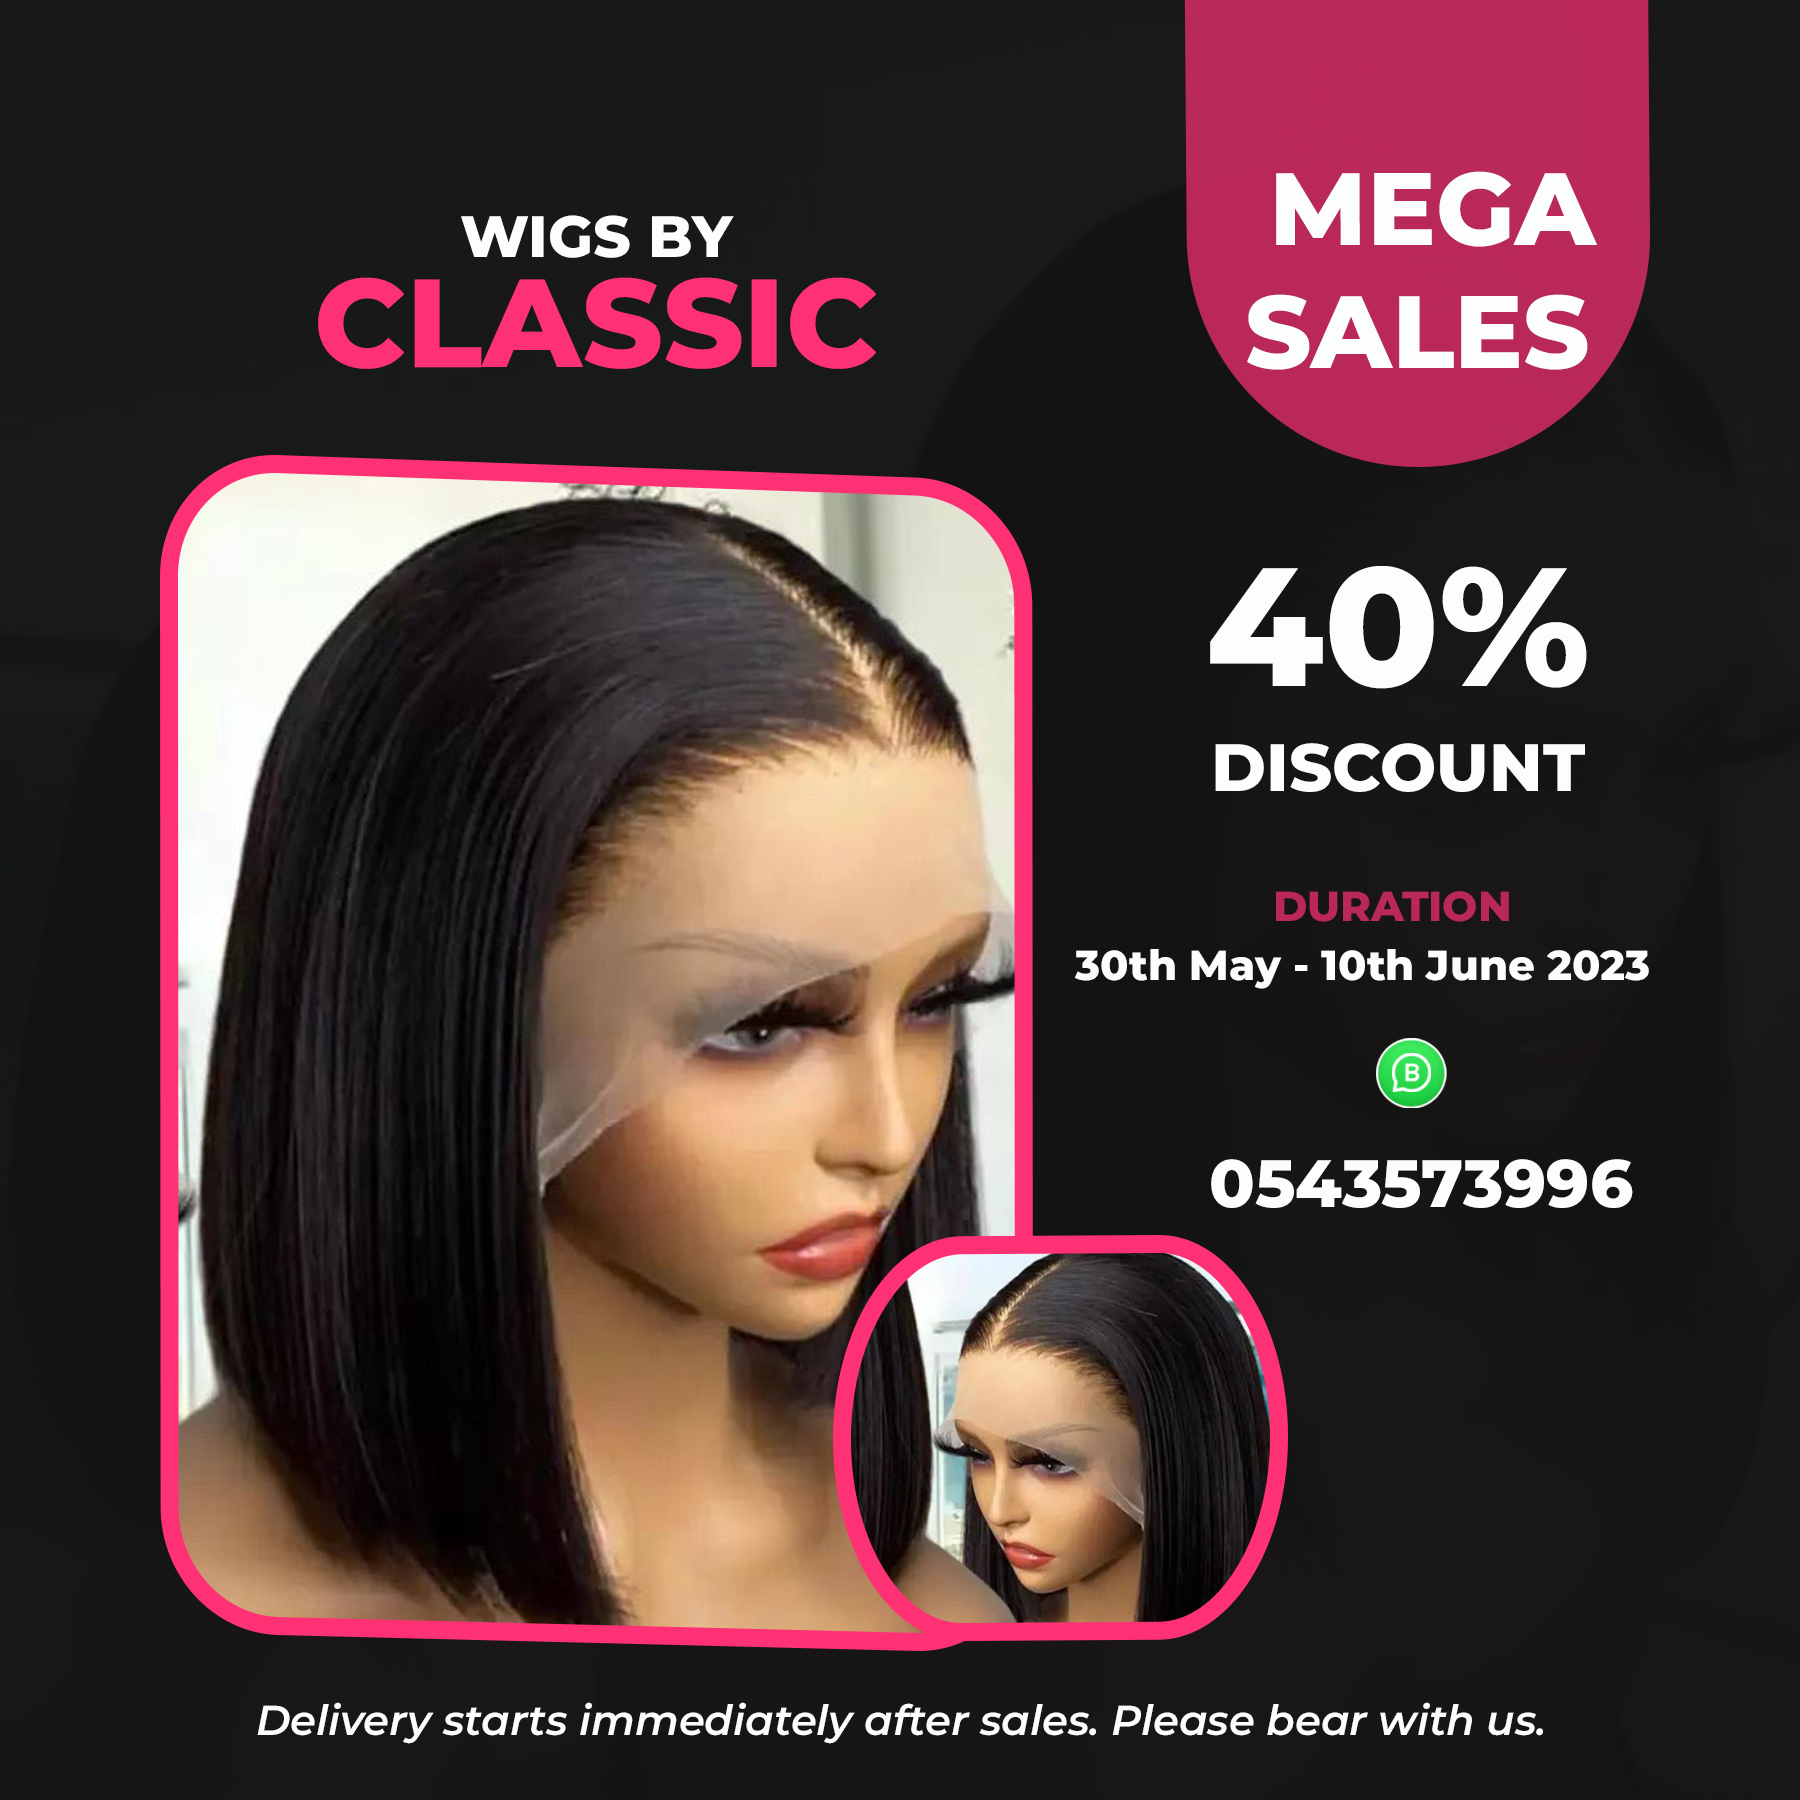 WIGS BY
CLASSIC
MEGA
SALES
40%
DISCOUNT
DURATION
30th May - 10th June 2023
B
0543573996
Delivery starts immediately after sales. Please bear with us.